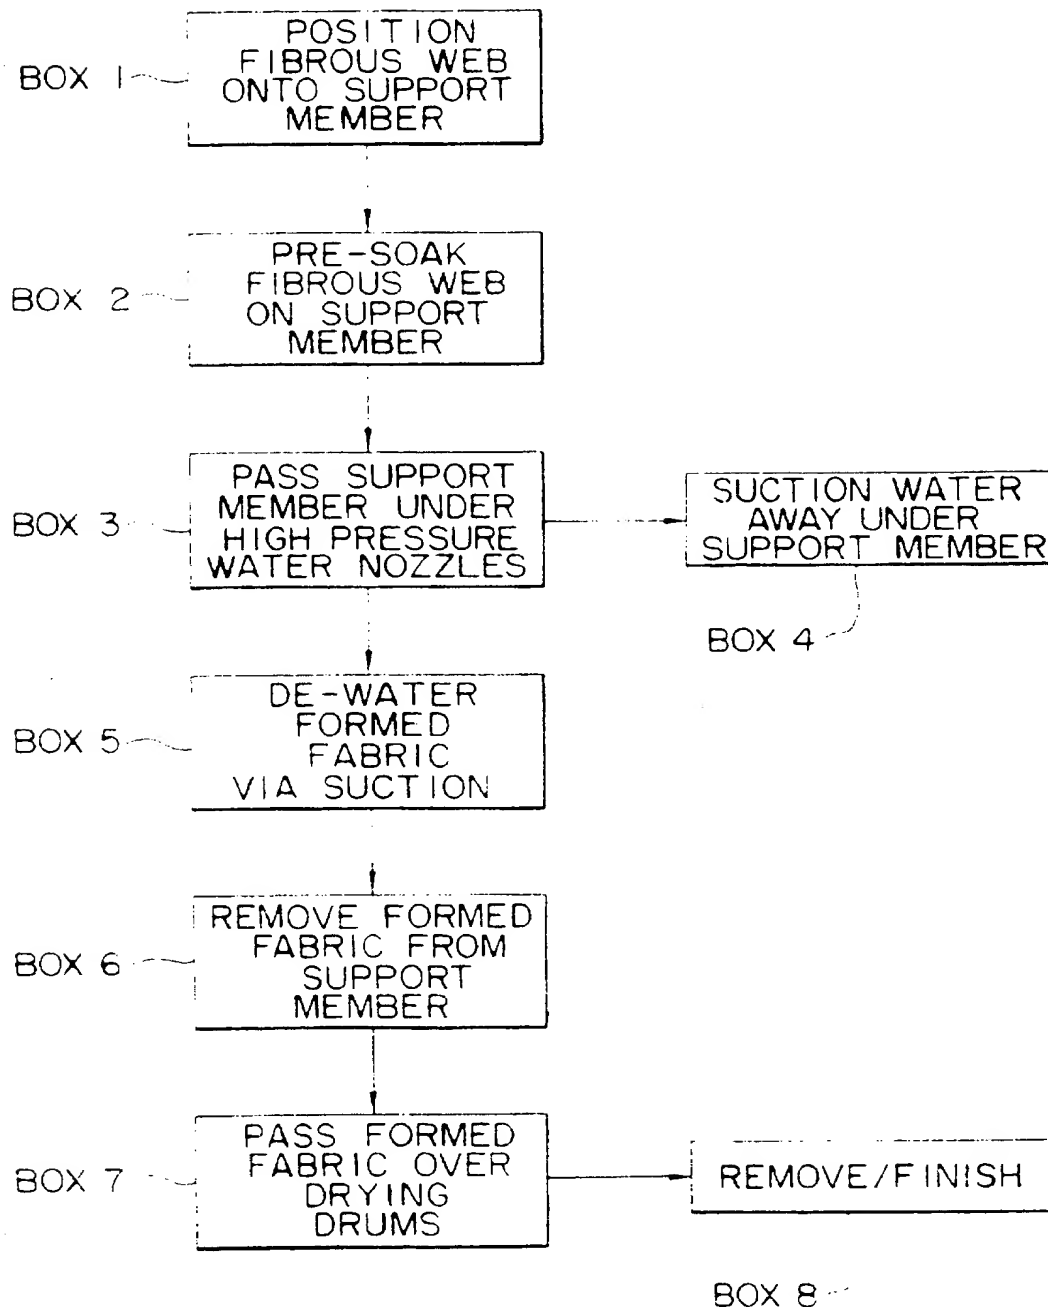 POSITION
FIBROUS WEB
ONTO SUPPORT
MEMBER
BOX 1
PRE-SOAK
FIBROUS WEB
ON SUPPORT
MEMBER
BOX 2
PASS SUPPORT
MEMBER UNDER
HIGH PRESSURE
WATER NOZZLES
BOX 3
SUCTION WATER
AWAY UNDER
SUPPORT MEMBER
BOX 4
DE-WATER
FORMED
FABRIC
VIA SUCTION
BOX 5
REMOVE FORMED
FABRIC FROM
SUPPORT
MEMBER
BOX 6
PASS FORMED
FABRIC OVER
DRYING
DRUMS
BOX 7
REMOVE/FINISH
BOX 8